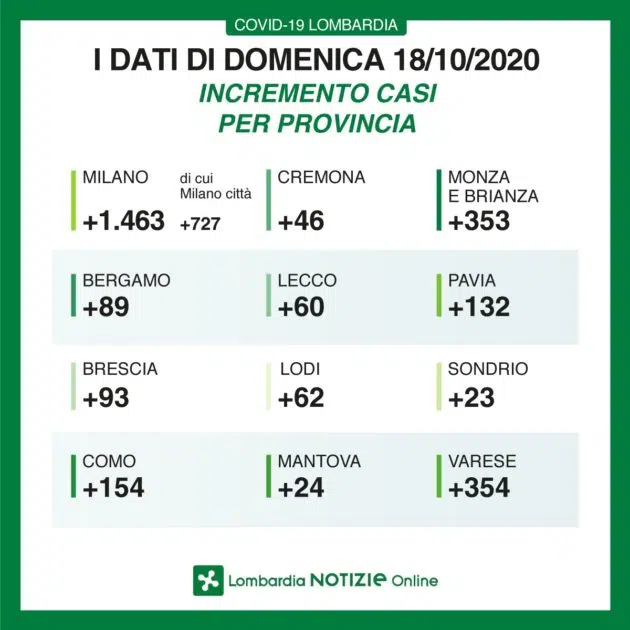 COVID-19 LOMBARDIA
I DATI DI DOMENICA 18/10/2020
INCREMENTO CASI
PER PROVINCIA
MILANO
+1.463
di cui
Milano città
+727
CREMONA
+46
MONZA
E BRIANZA
+353
BERGAMO
+89
LECCO
+60
PAVIA
+132
BRESCIA
+93
LODI
+62
SONDRIO
+23
COMO
+154
MANTOVA
+24
VARESE
+354
Lombardia NOTIZIE Online